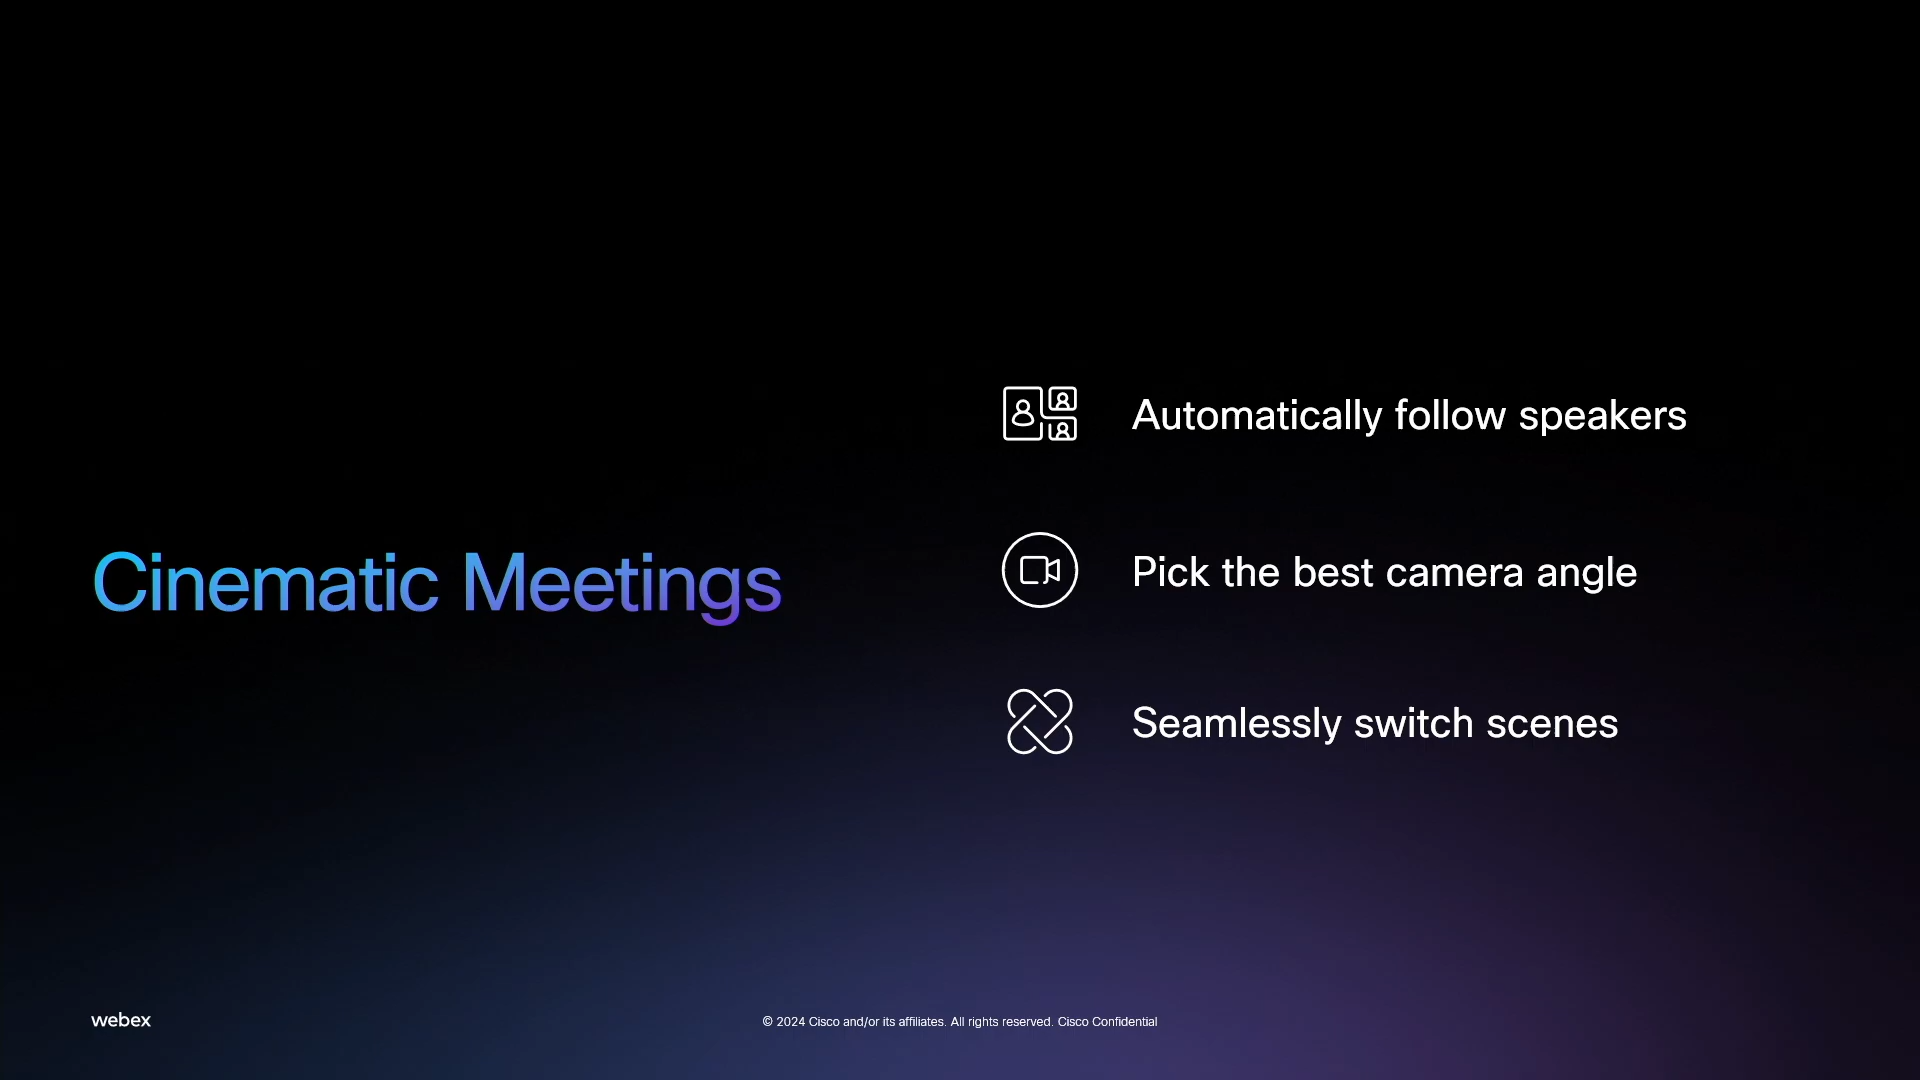 Cinematic Meetings
Automatically follow speakers
Pick the best camera angle
Seamlessly switch scenes
webex
© 2024 Cisco and/or its affiliates. All rights reserved. Cisco Confidential